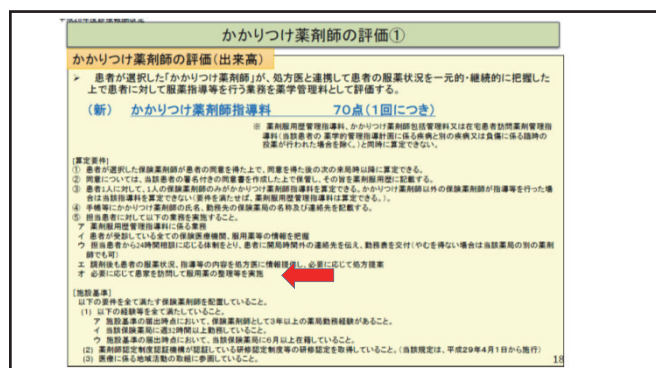 かかりつけ薬剤師の評価①
かかりつけ薬剤師の評価(出来高)
➢ 患者が選択した「かかりつけ薬剤師」が、処方医と連携して患者の服薬状況を一元的・継続的に把握した
上で患者に対して服薬指導等を行う業務を薬学管理料として評価する。
(新) かかりつけ薬剤師指導料 70点(1回につき)
※ 薬剤服用歴管理指導料、かかりつけ薬剤師包括管理料又は在宅患者訪問薬剤管理指
導料(当該患者の 薬学的管理指導計画に係る疾病と別の疾病又は負傷に係る臨時の
投薬が行われた場合を除く。)と同時に算定できない。
[算定要件]
① 患者が選択した保険薬剤師が患者の同意を得た上で、同意を得た後の次の来局時以降に算定できる。
② 同意については、当該患者の署名付きの同意書を作成した上で保管し、その旨を薬剤服用歴に記載する。
③ 患者1人に対して、1人の保険薬剤師のみがかかりつけ薬剤師指導料を算定できる。かかりつけ薬剤師以外の保険薬剤師が指導等を行った場
合は当該指導料を算定できない(要件を満たせば、薬剤服用歴管理指導料は算定できる。)。
④ 手帳等にかかりつけ薬剤師の氏名、勤務先の保険薬局の名称及び連絡先を記載する。
⑤ 担当患者に対して以下の業務を実施すること。
ア 薬剤服用歴管理指導料に係る業務
イ 患者が受診している全ての保険医療機関、服用薬等の情報を把握
ウ 担当患者から24時間相談に応じる体制をとり、患者に開局時間外の連絡先を伝え、勤務表を交付(やむを得ない場合は当該薬局の別の薬剤
師でも可)
エ 調剤後も患者の服薬状況、指導等の内容を処方医に情報提供し、必要に応じて処方提案
オ 必要に応じて患家を訪問して服用薬の整理等を実施
[施設基準]
以下の要件を全て満たす保険薬剤師を配置していること。
(1) 以下の経験等を全て満たしていること。
ア 施設基準の届出時点において、保険薬剤師として3年以上の薬局勤務経験があること。
イ 当該保険薬局に週32時間以上勤務していること。
ウ 施設基準の届出時点において、当該保険薬局に6月以上在籍していること。
(2) 薬剤師認定制度認証機構が認証している研修認定制度等の研修認定を取得していること。(当該規定は、平成29年4月1日から施行)
(3) 医療に係る地域活動の取組に参画していること。
18